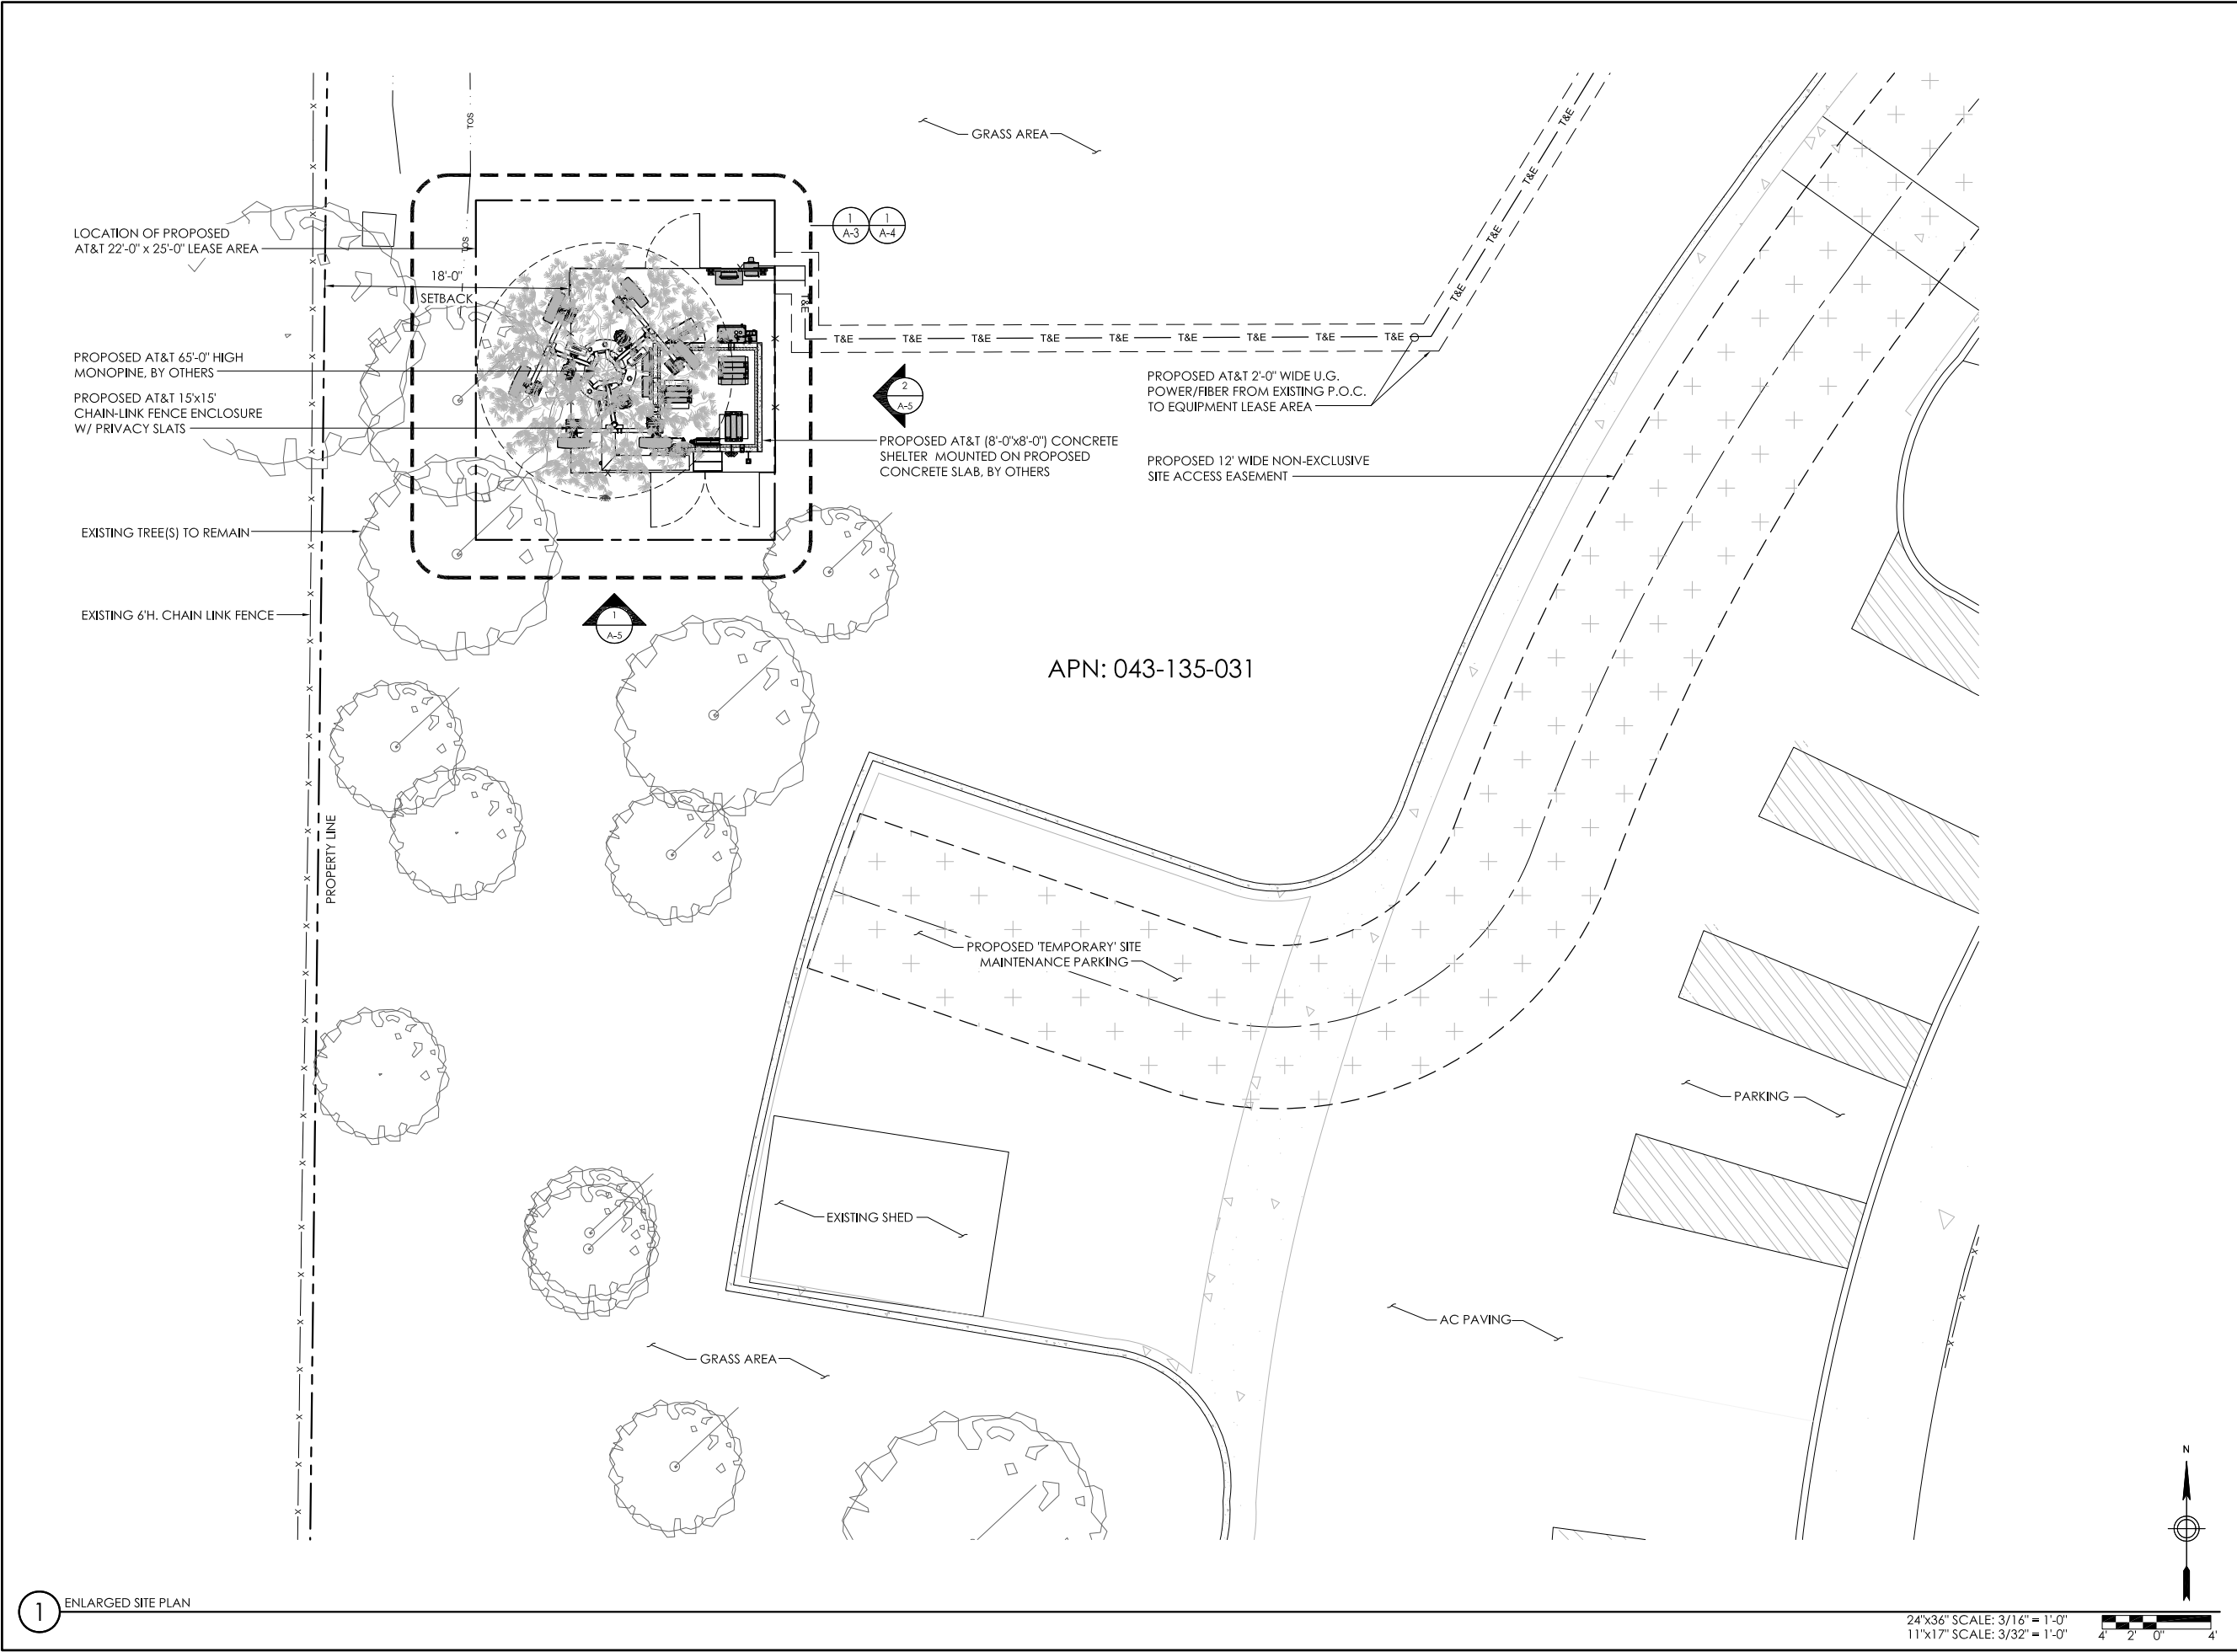 GRASS AREA
TOS
T&E
T&E
T&E
T&E
LOCATION OF PROPOSED
AT&T 22'-0" x 25'-0" LEASE AREA
TOS
1
A-3
1
A-4
18'-0"
SETBACK
T&E
T&E
T&E
T&E
T&E
T&E
T&E
T&E
T&E
T&E
PROPOSED AT&T 65'-0" HIGH
MONOPINE, BY OTHERS
PROPOSED AT&T 15'x15'
CHAIN-LINK FENCE ENCLOSURE
W/ PRIVACY SLATS
2
A-5
PROPOSED AT&T 2'-0" WIDE U.G.
POWER/FIBER FROM EXISTING P.O.C.
TO EQUIPMENT LEASE AREA
PROPOSED AT&T (8'-0"x8'-0") CONCRETE
SHELTER MOUNTED ON PROPOSED
CONCRETE SLAB, BY OTHERS
PROPOSED 12' WIDE NON-EXCLUSIVE
SITE ACCESS EASEMENT
EXISTING TREE(S) TO REMAIN
EXISTING 6'H. CHAIN LINK FENCE
1
A-5
APN: 043-135-031
PROPERTY LINE
PROPOSED 'TEMPORARY' SITE
MAINTENANCE PARKING
PARKING
EXISTING SHED
AC PAVING
GRASS AREA
N
1
ENLARGED SITE PLAN
24"x36" SCALE: 3/16" = 1'-0"
11"x17" SCALE: 3/32" = 1'-0"
4' 2' 0" 4'